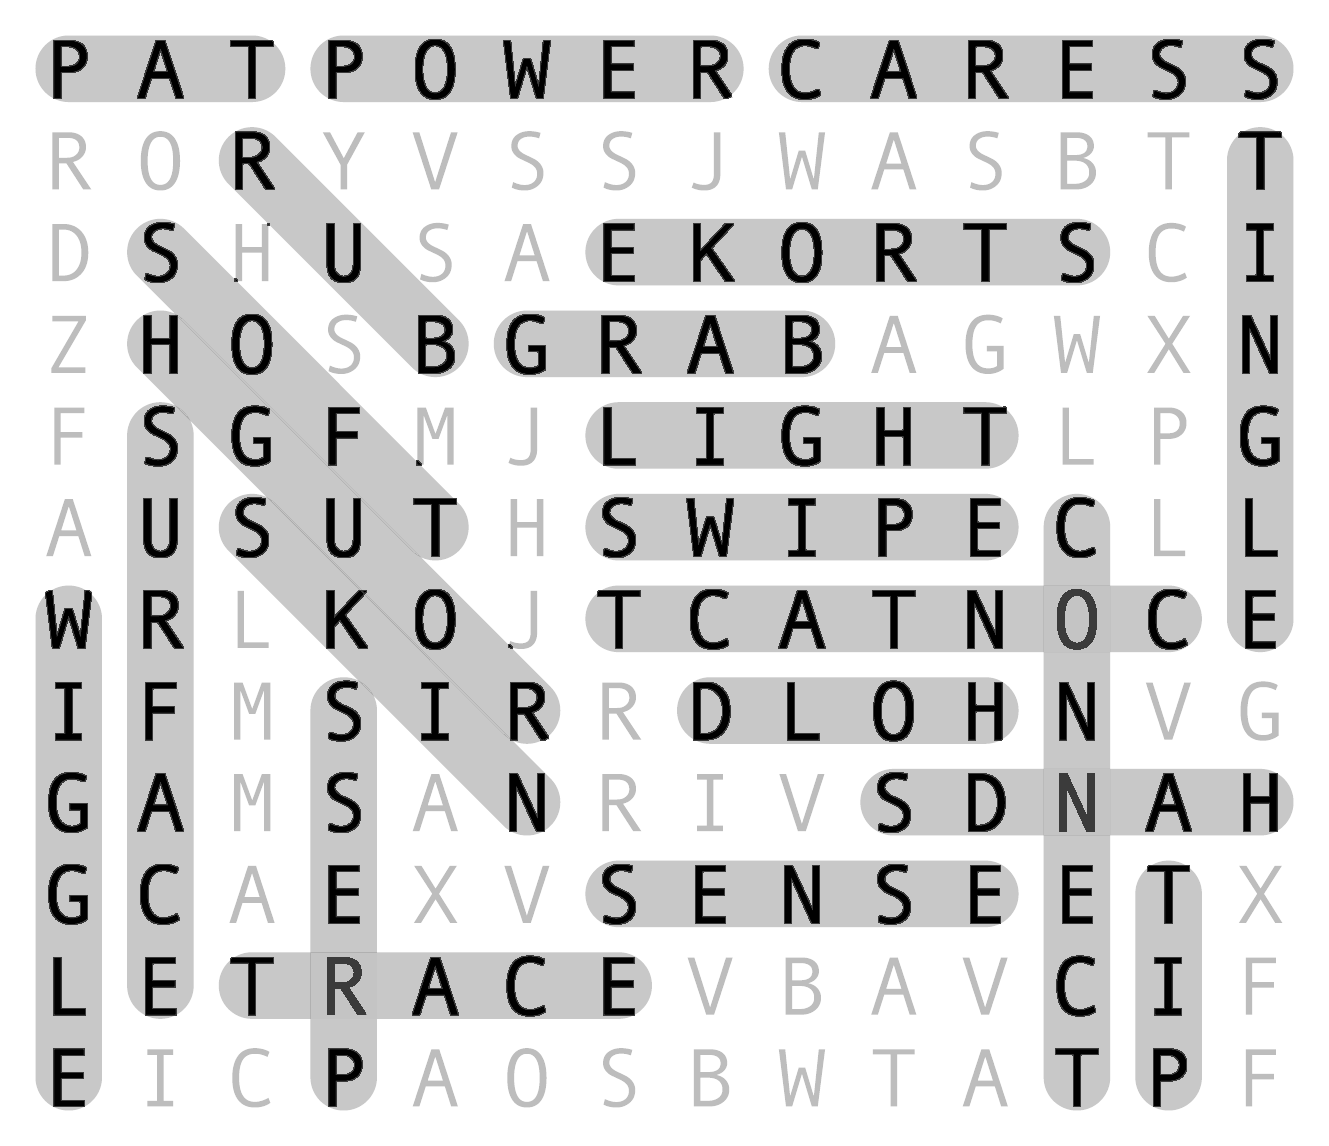 P A T P O W E R C A R E S S
R O R Y V S S J W A S B T T
D S H U S A E K O R T S C I
Z H O S B G R A B A G W X N
F S G F M J L I G H T L P G
A U S U T H S W I P E C L L
W R L K O J T C A T N O C E
I F M S I R R D L O H N V G
G A M S A N R I V S D N A H
G C A E X V S E N S E E T X
L E T R A C E V B A V C I F
E I C P A O S B W T A T P F